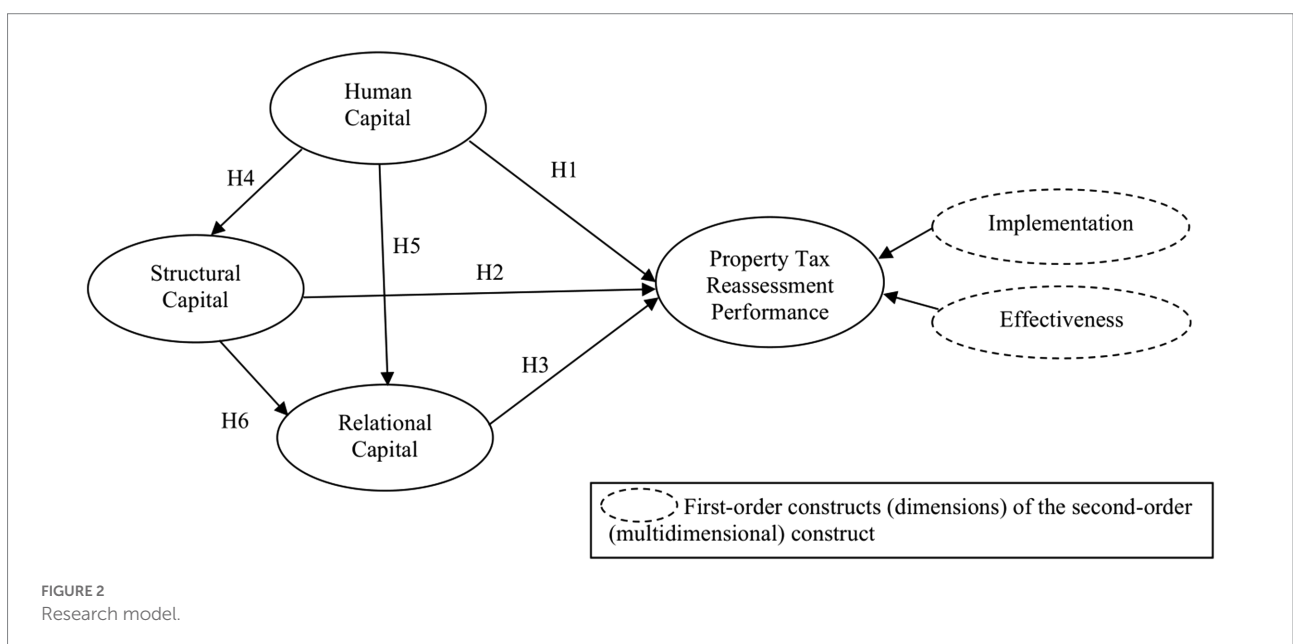 Human
Capital
H1
H4
Structural
Capital
H5
H2
Property Tax
Reassessment
Performance
Implementation
Effectiveness
H3
H6
Relational
Capital
First-order constructs (dimensions) of the second-order
(multidimensional) construct
FIGURE 2
Research model.